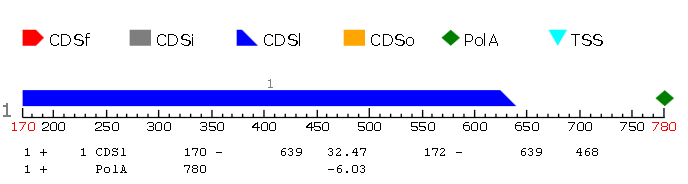 CDSf CDSi CDSl CDSo PolA TSS
1
1
170 200 250 300 350 400 450 500 550 600 650 700 750 780
1 + 1 CDSl 170 - 639 32.47 172 - 639 468
1 + PolA 780 -6.03